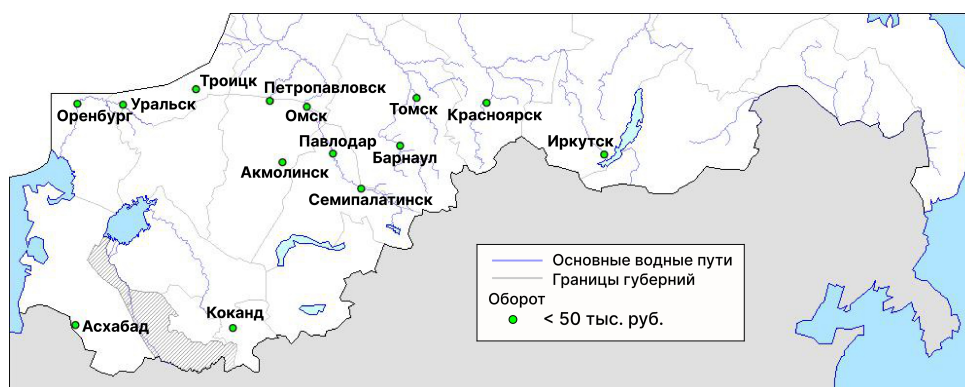 Троицк
Петропавловск
Оренбург
Уральск
Омск
Томск
Красноярск
Павлодар
Барнаул
Иркутск
Акмолинск
Семипалатинск
Основные водные пути
Границы губерний
Оборот
< 50 тыс. руб.
Коканд
Асхабад